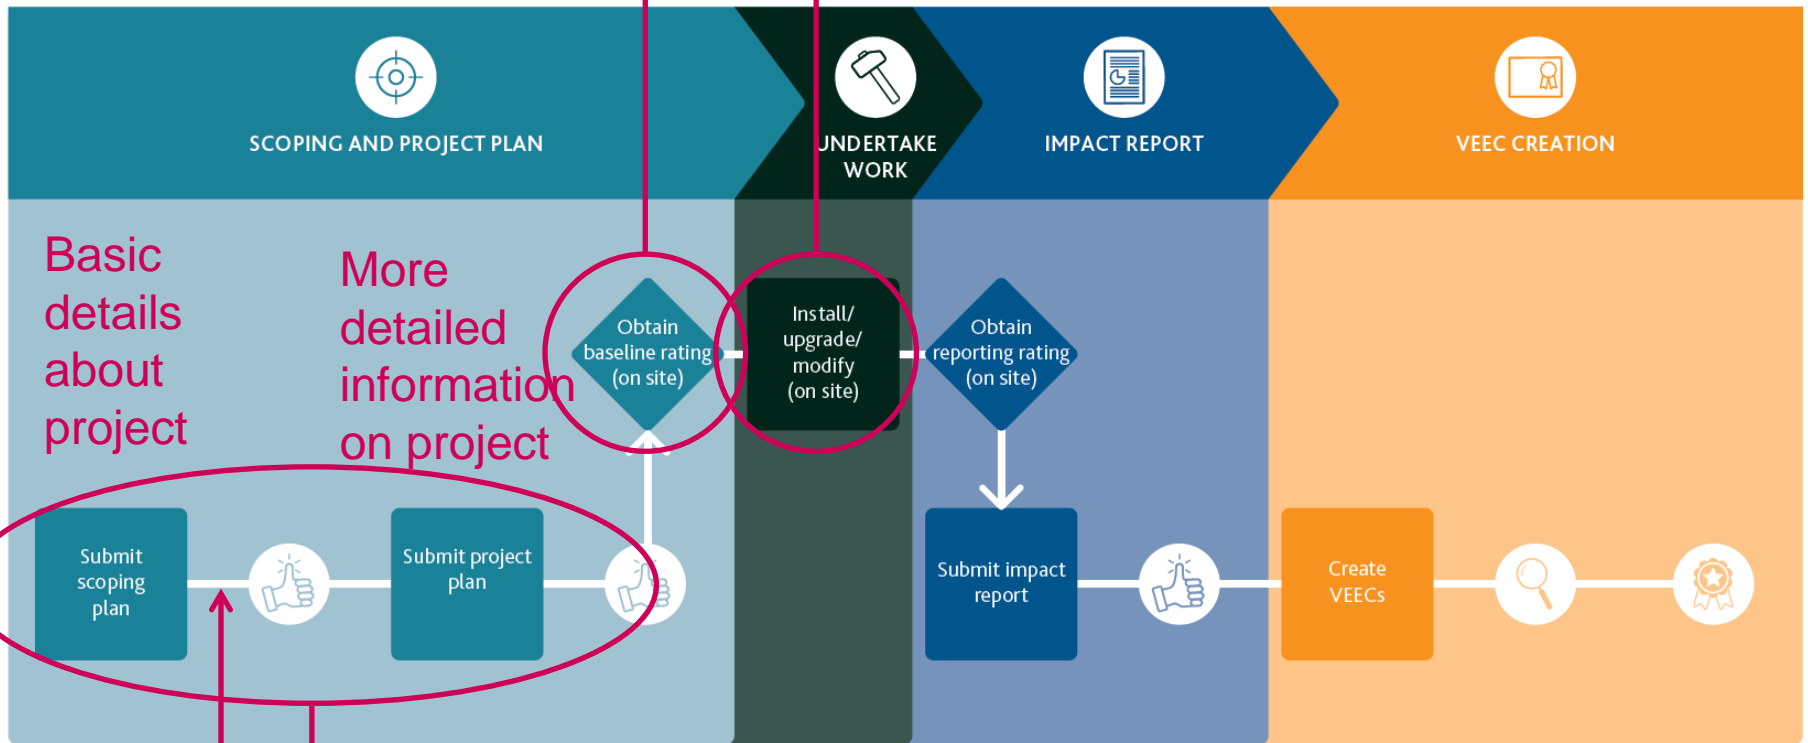 SCOPING AND PROJECT PLAN
UNDERTAKE
WORK
IMPACT REPORT
VEEC CREATION
Basic
details
about
project
More
detailed
information
on project
Obtain
baseline rating
(on site)
Install/
upgrade/
modify
(on site)
Obtain
reporting rating
(on site)
Submit
scoping
plan
Submit project
plan
Submit impact
report
Create
VEECs